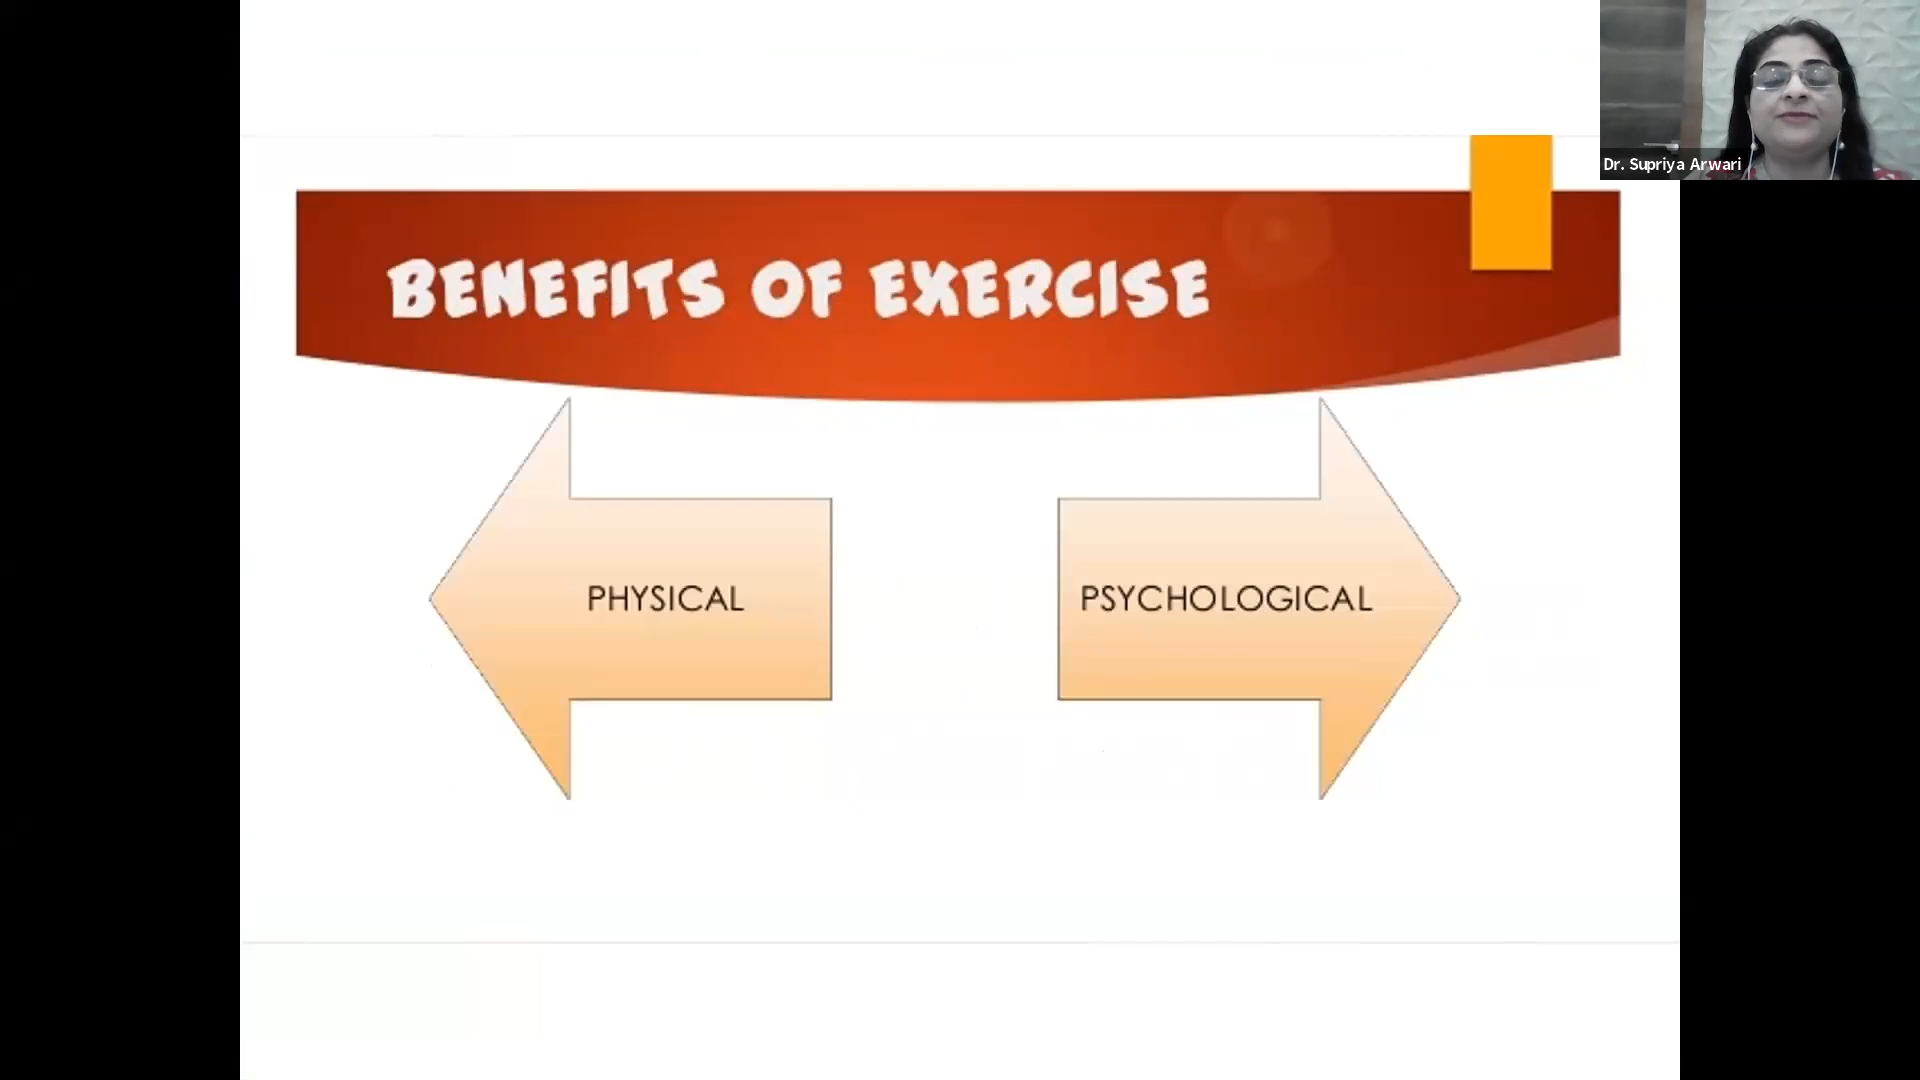 Dr. Supriya Arwari
BENEFITS OF EXERCISE
PHYSICAL
PSYCHOLOGICAL